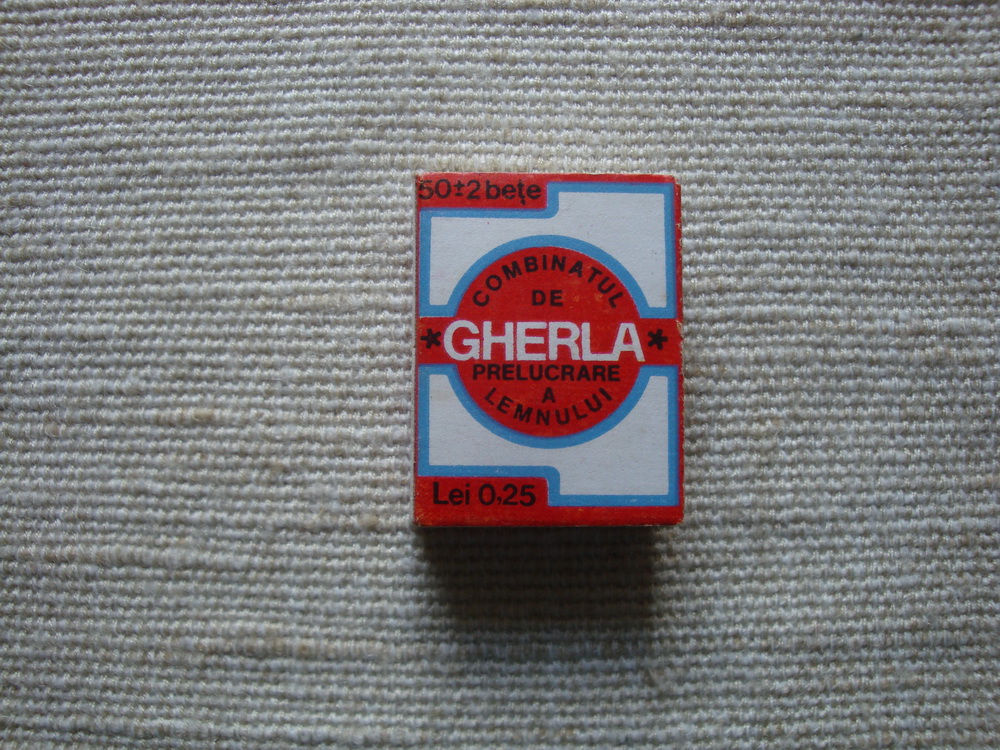 50±2 bețe
COMBINATUL
DE
* GHERLA *
PRELUCRARE
A
LEMNULUI
Lei 0,25